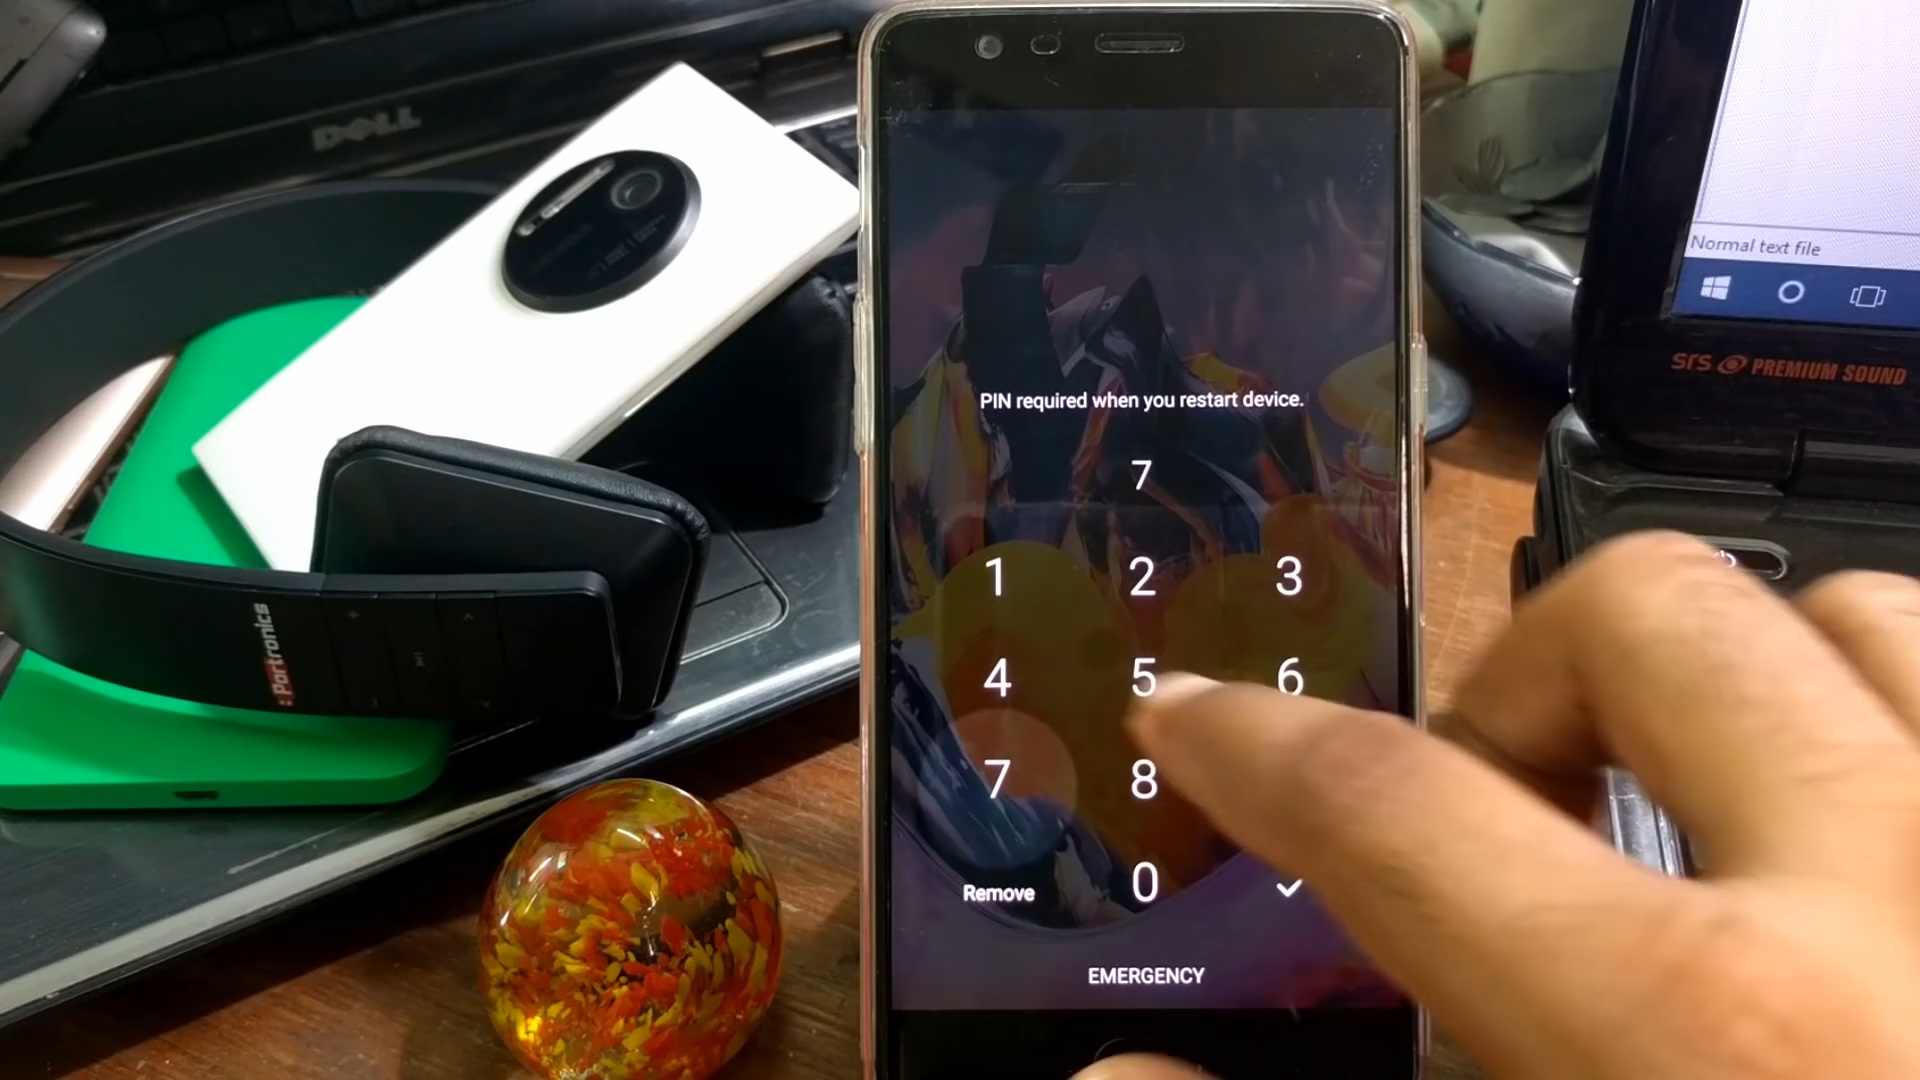 DELL
Portronics
PIN required when you restart device.
7
1 2 3
4 5 6
7 8
Remove 0
EMERGENCY
Normal text file
SRS PREMIUM SOUND